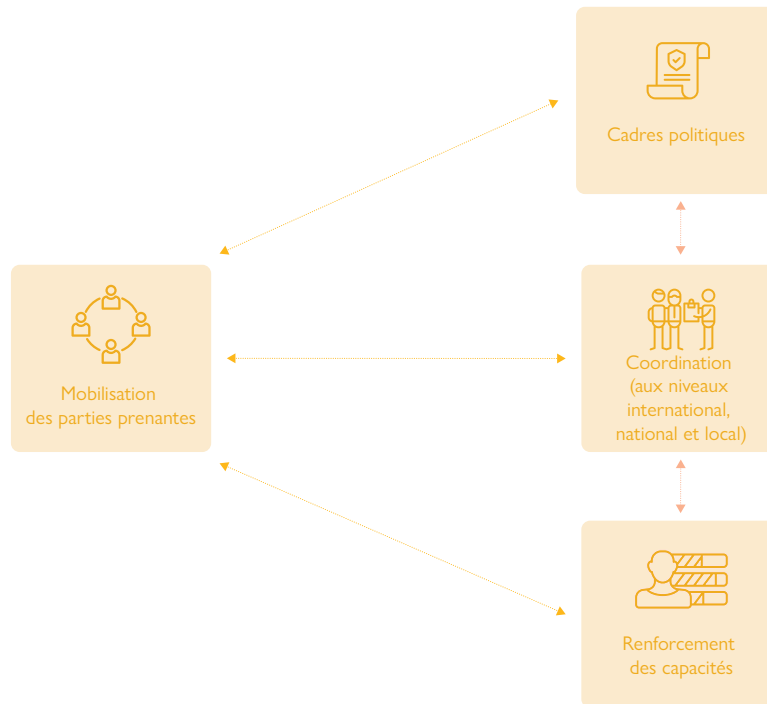 Cadres politiques
Mobilisation
des parties prenantes
Coordination
(aux niveaux
international,
national et local)
Renforcement
des capacités